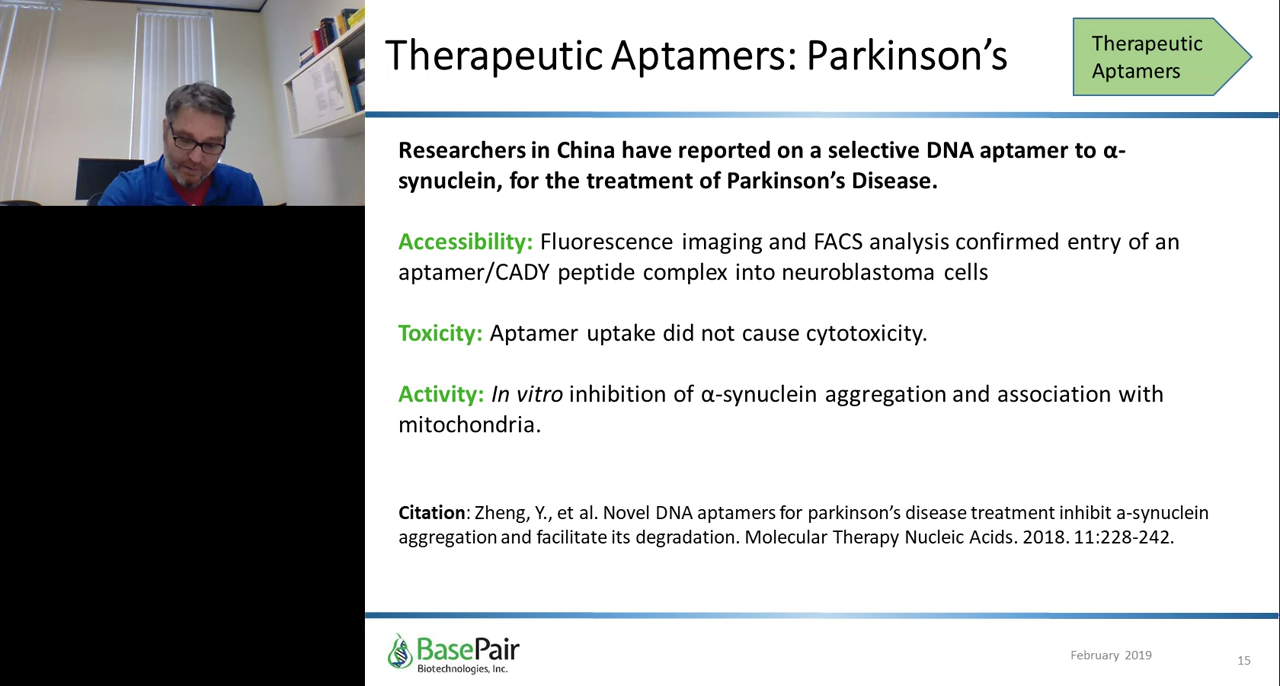 Therapeutic Aptamers: Parkinson’s
Therapeutic
Aptamers
Researchers in China have reported on a selective DNA aptamer to α-
synuclein, for the treatment of Parkinson’s Disease.
Accessibility: Fluorescence imaging and FACS analysis confirmed entry of an
aptamer/CADY peptide complex into neuroblastoma cells
Toxicity: Aptamer uptake did not cause cytotoxicity.
Activity: In vitro inhibition of α-synuclein aggregation and association with
mitochondria.
Citation: Zheng, Y., et al. Novel DNA aptamers for parkinson’s disease treatment inhibit a-synuclein
aggregation and facilitate its degradation. Molecular Therapy Nucleic Acids. 2018. 11:228-242.
BasePair
Biotechnologies, Inc.
February 2019
15